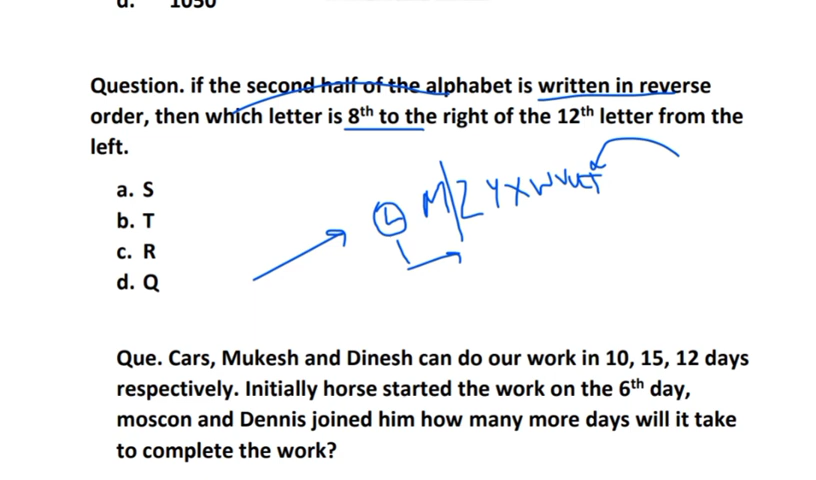 d. 1050
Question. if the second half of the alphabet is written in reverse
order, then which letter is 8th to the right of the 12th letter from the
left.
a. S
b. T
c. R
d. Q
L M/Z Y X W V U T
Que. Cars, Mukesh and Dinesh can do our work in 10, 15, 12 days
respectively. Initially horse started the work on the 6th day,
moscon and Dennis joined him how many more days will it take
to complete the work?